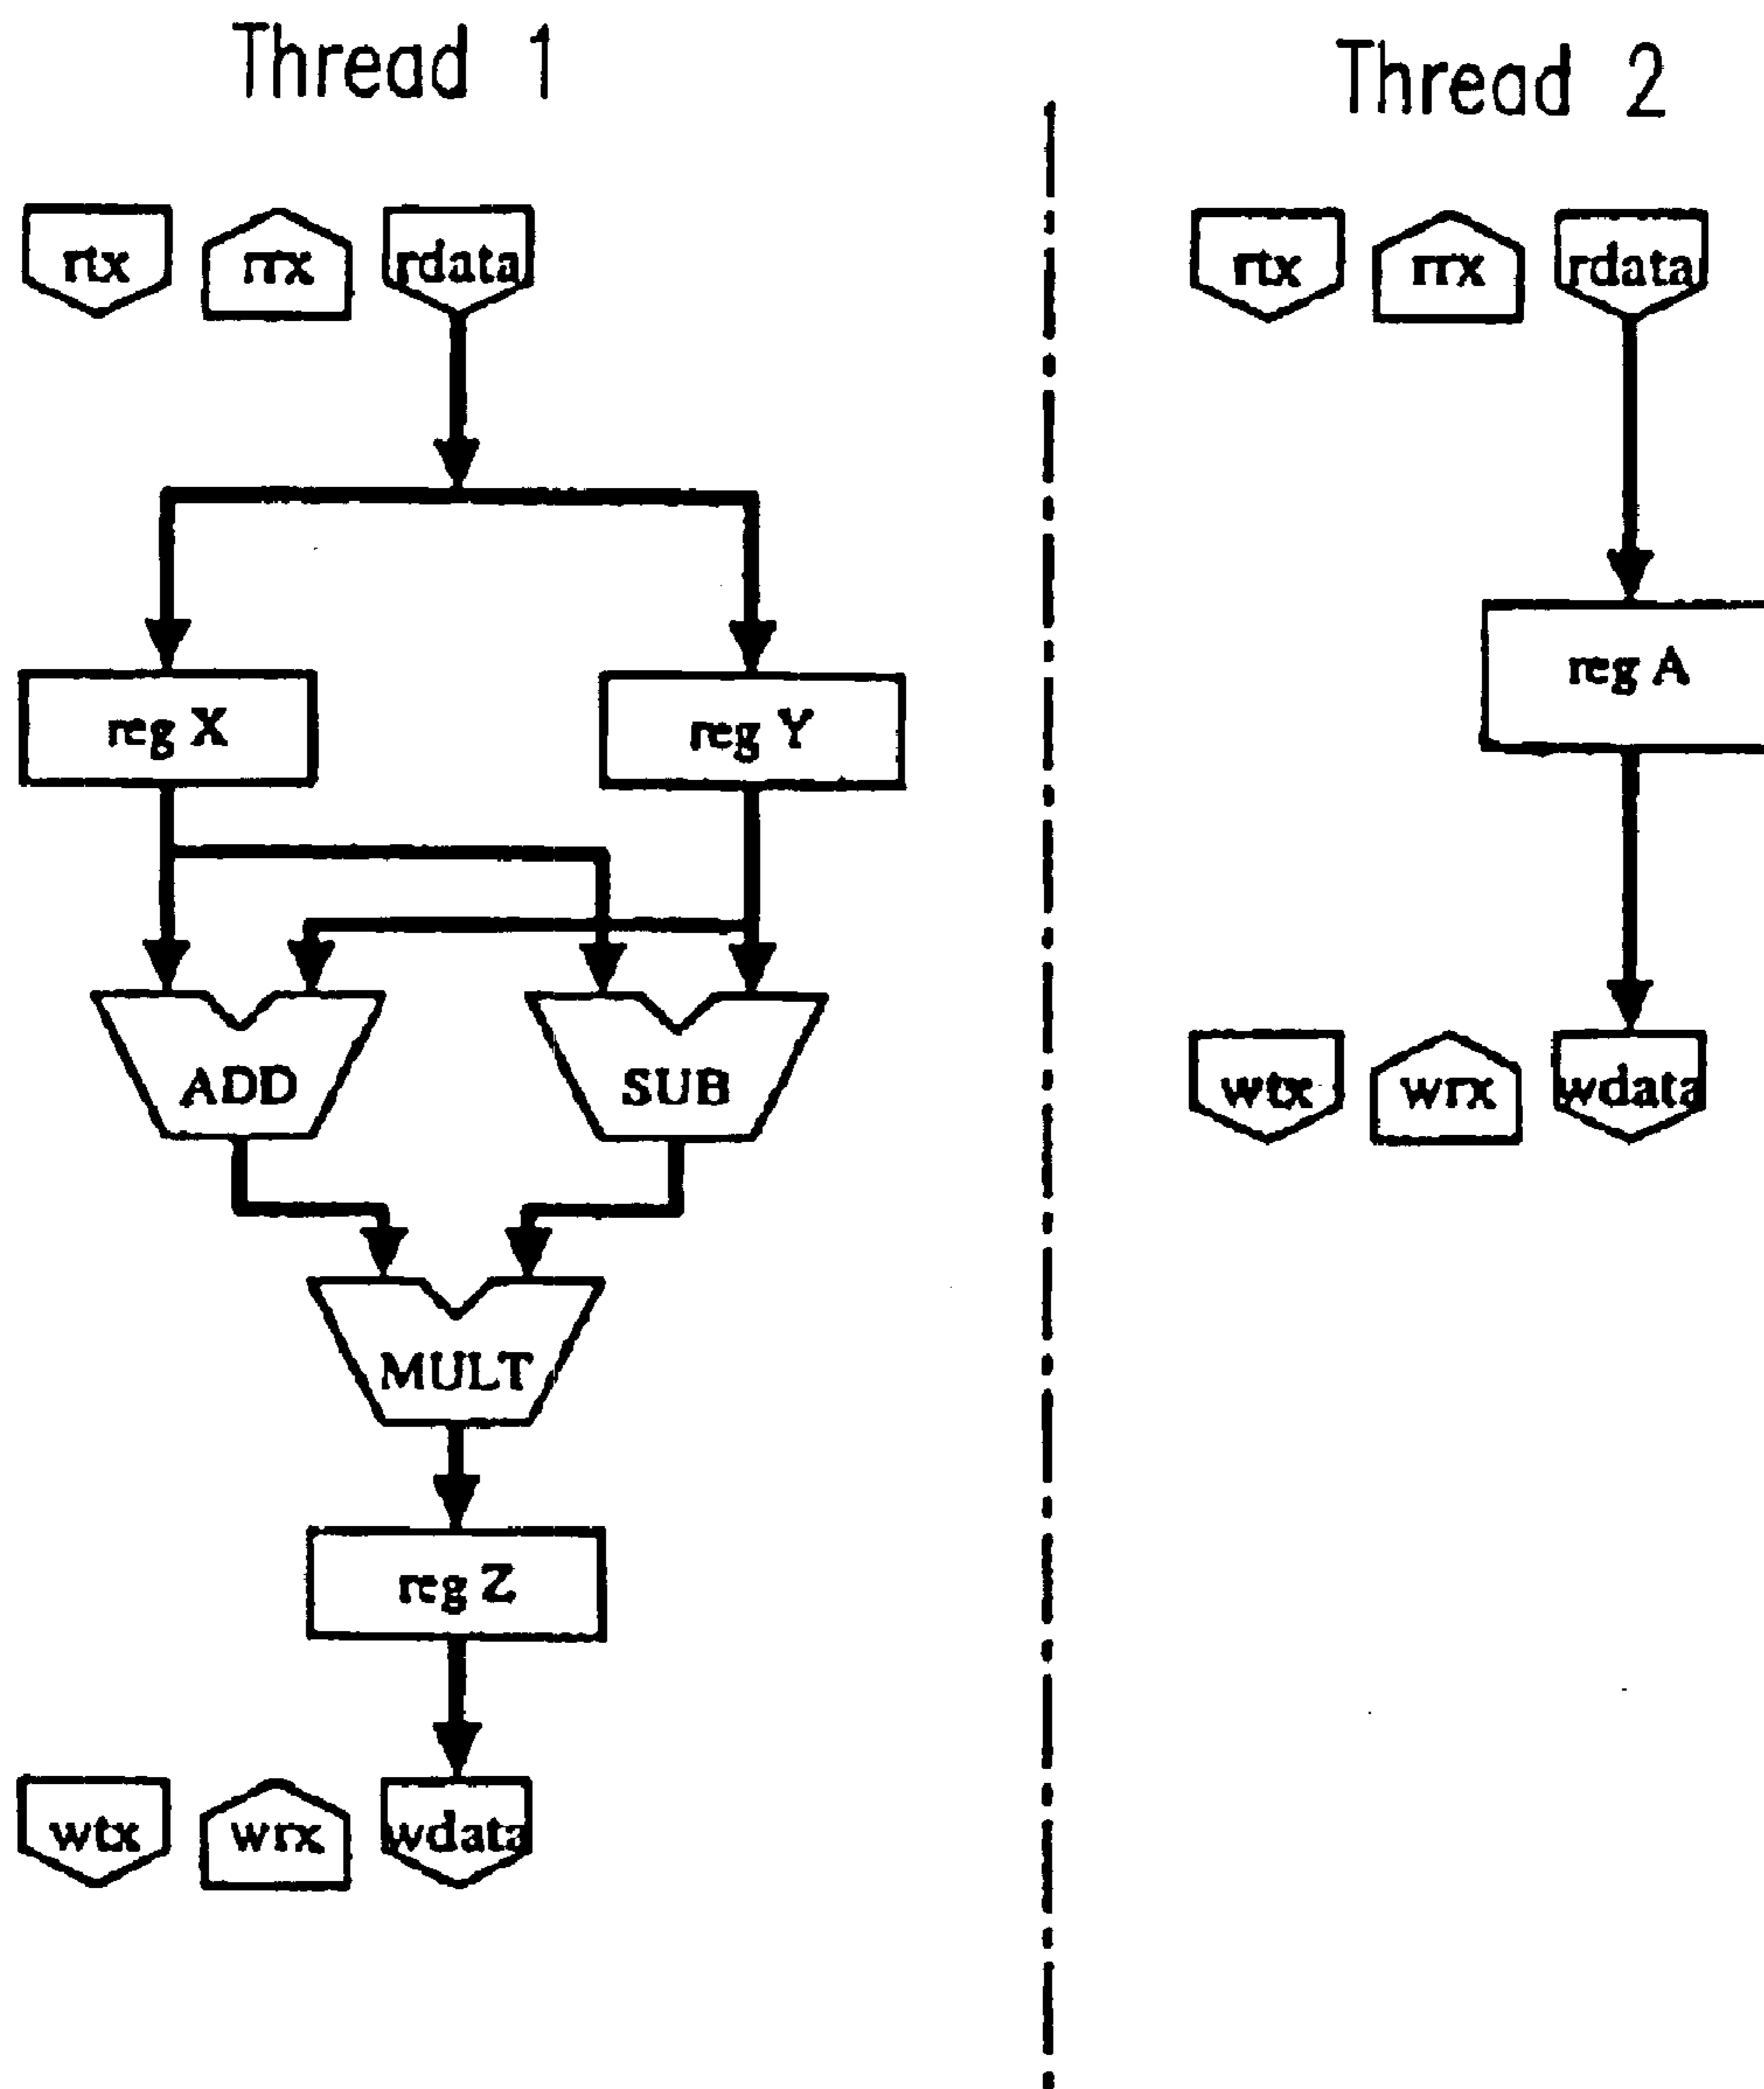 Thread 1
Thread 2
rtx rrx rdata
rtx rrx rdata
reg A
reg X reg Y
ADD SUB
wtx wrx wdata
MULT
reg Z
wtx wrx wdata